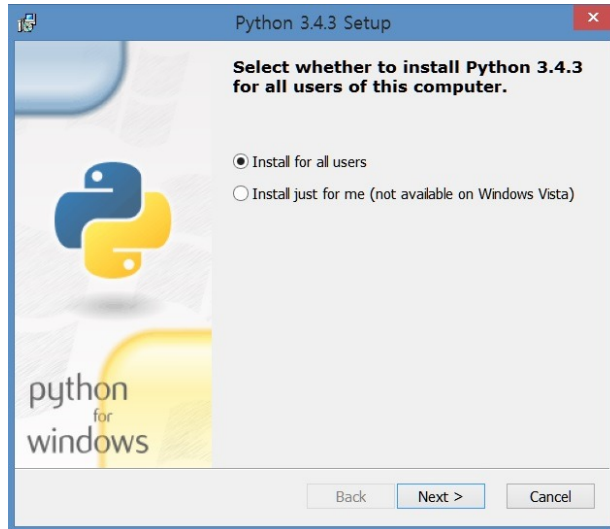 Python 3.4.3 Setup
Select whether to install Python 3.4.3
for all users of this computer.
Install for all users
Install just for me (not available on Windows Vista)
python
for
windows
Back
Next >
Cancel